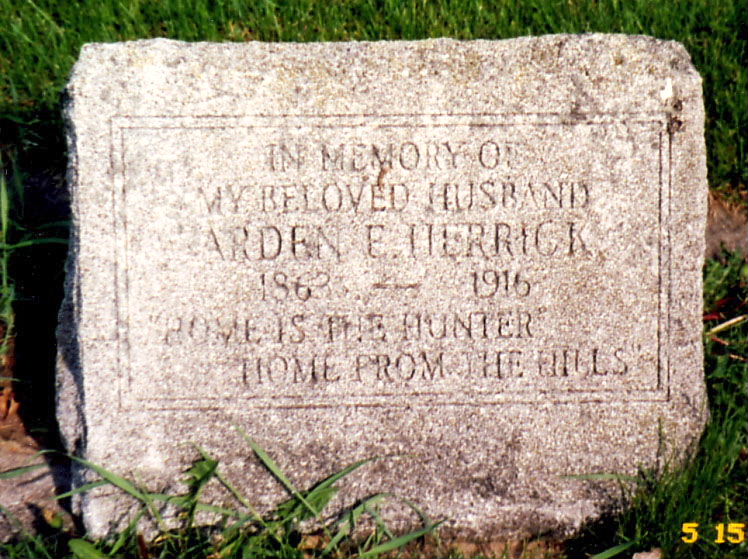 IN MEMORY OF
MY BELOVED HUSBAND
ARDEN E. HERRICK
— 1916
"HOME IS THE HUNTER"
HOME FROM THE HILLS"
5 15